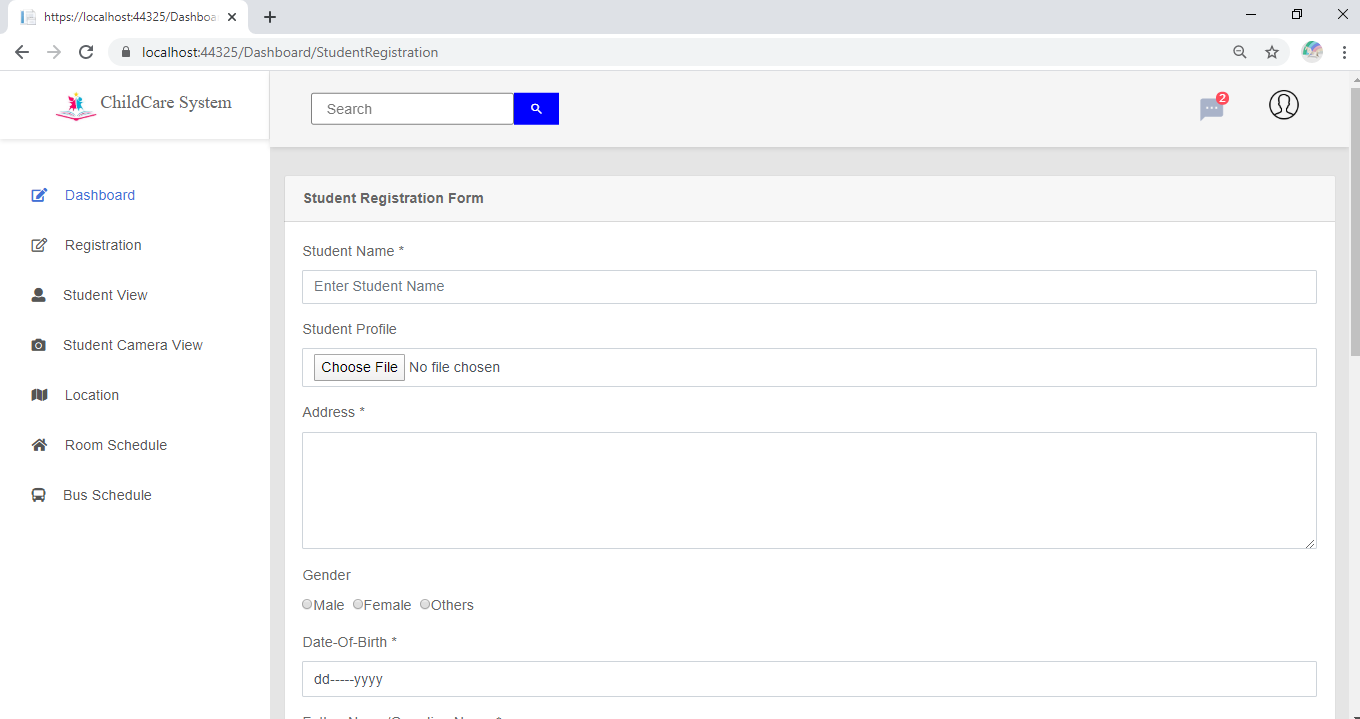 https://localhost:44325/Dashboa
localhost:44325/Dashboard/StudentRegistration
ChildCare System
Search
2
Dashboard
Registration
Student View
Student Camera View
Location
Room Schedule
Bus Schedule
Student Registration Form
Student Name *
Enter Student Name
Student Profile
Choose File No file chosen
Address *
Gender
Male Female Others
Date-Of-Birth *
dd-----yyyy